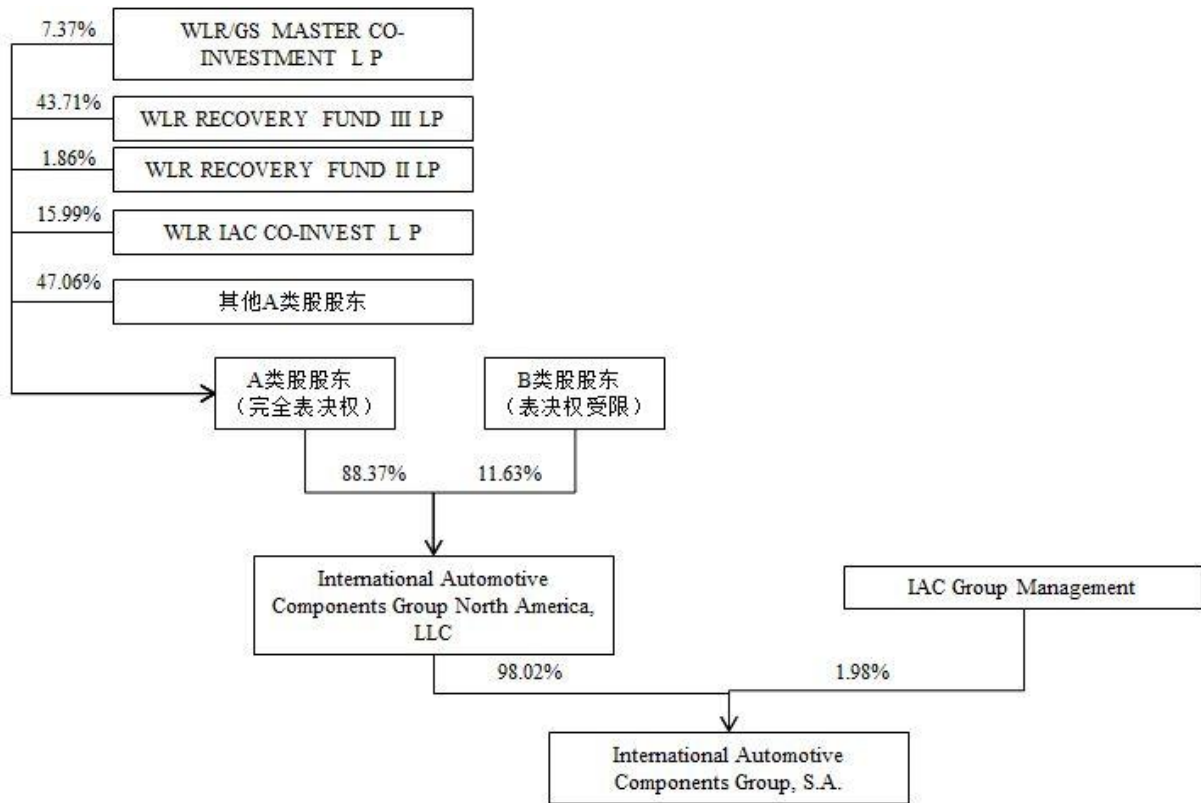 7.37%
WLR/GS MASTER CO-
INVESTMENT L P
43.71%
WLR RECOVERY FUND III LP
1.86%
WLR RECOVERY FUND II LP
15.99%
WLR IAC CO-INVEST L P
47.06%
其他A类股股东
A类股股东
（完全表决权）
B类股股东
（表决权受限）
88.37%
11.63%
International Automotive
Components Group North America,
LLC
IAC Group Management
98.02%
1.98%
International Automotive
Components Group, S.A.